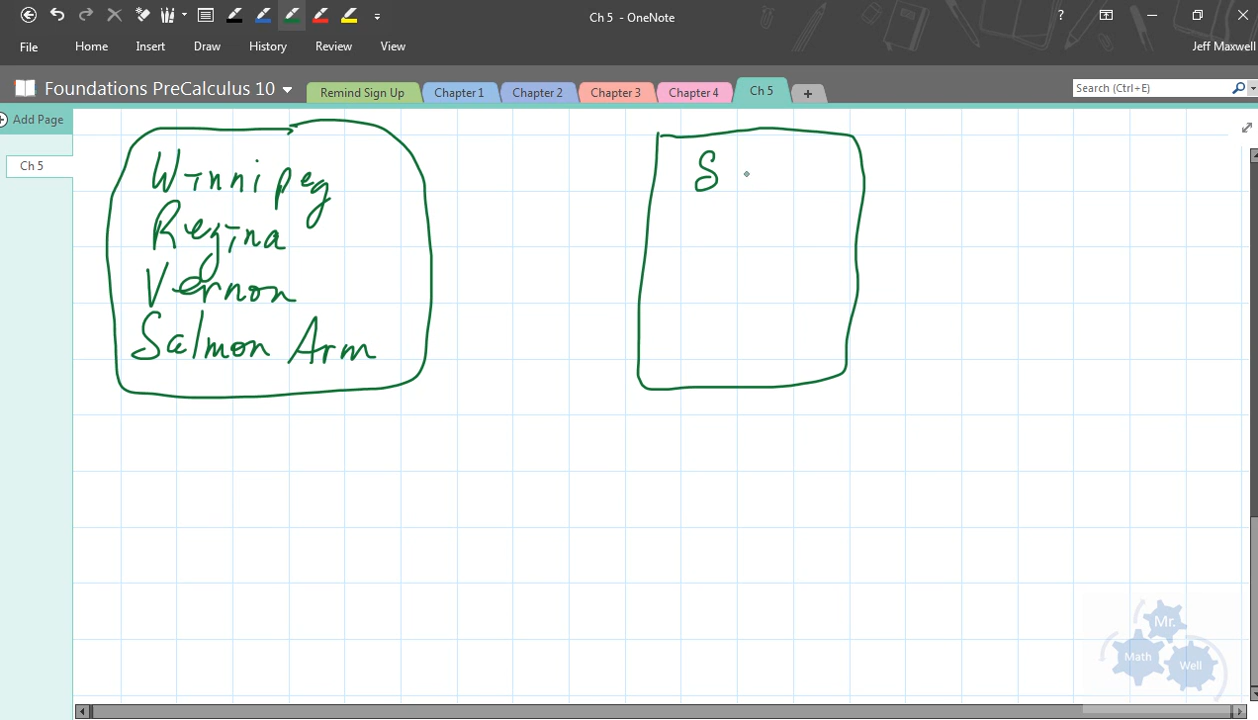 Ch 5 - OneNote
?
File
Home
Insert
Draw
History
Review
View
Jeff Maxwell
Foundations PreCalculus 10
Remind Sign Up
Chapter 1
Chapter 2
Chapter 3
Chapter 4
Ch 5
+
Search (Ctrl+E)
Add Page
Ch 5
Winnipeg
Regina
Vernon
Salmon Arm
S
Mr.
Math
Well